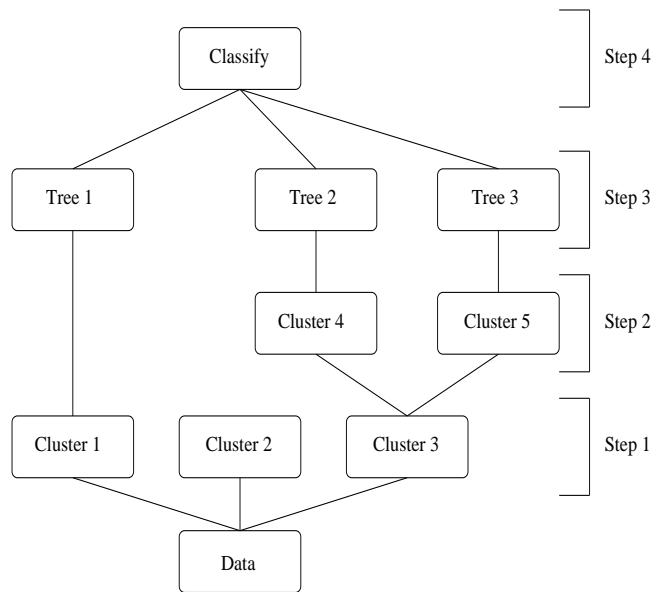 Classify
Step 4
Tree 1
Tree 2
Tree 3
Step 3
Cluster 4
Cluster 5
Step 2
Cluster 1
Cluster 2
Cluster 3
Step 1
Data